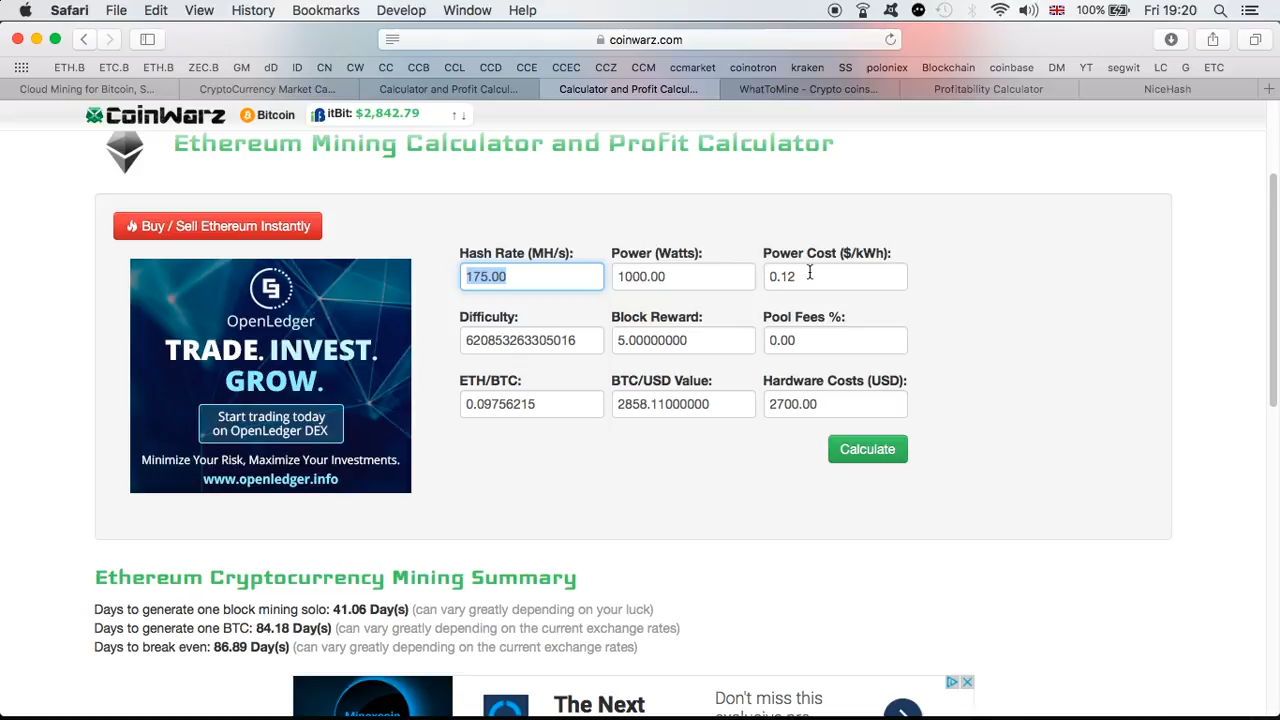 Safari File Edit View History Bookmarks Develop Window Help 100% Fri 19:20
coinwarz.com
ETH.B ETC.B ETH.B ZEC.B GM dD ID CN CW CC CCB CCL CCD CCE CCEC CCZ CCM ccmarket coinotron kraken SS poloniex Blockchain coinbase DM YT segwit LC G ETC
Cloud Mining for Bitcoin, S... CryptoCurrency Market Ca... Calculator and Profit Calcul... Calculator and Profit Calcul... WhatToMine - Crypto coins... Profitability Calculator NiceHash
CoinWarz Bitcoin itBit: $2,842.79 ↑ ↓
Ethereum Mining Calculator and Profit Calculator
Buy / Sell Ethereum Instantly
OpenLedger
TRADE. INVEST.
GROW.
Start trading today
on OpenLedger DEX
Minimize Your Risk, Maximize Your Investments.
www.openledger.info
Hash Rate (MH/s): Power (Watts): Power Cost ($/kWh):
175.00 1000.00 0.12
Difficulty: Block Reward: Pool Fees %:
620853263305016 5.00000000 0.00
ETH/BTC: BTC/USD Value: Hardware Costs (USD):
0.09756215 2858.11000000 2700.00
Calculate
Ethereum Cryptocurrency Mining Summary
Days to generate one block mining solo: 41.06 Day(s) (can vary greatly depending on your luck)
Days to generate one BTC: 84.18 Day(s) (can vary greatly depending on the current exchange rates)
Days to break even: 86.89 Day(s) (can vary greatly depending on the current exchange rates)
The Next
Don't miss this